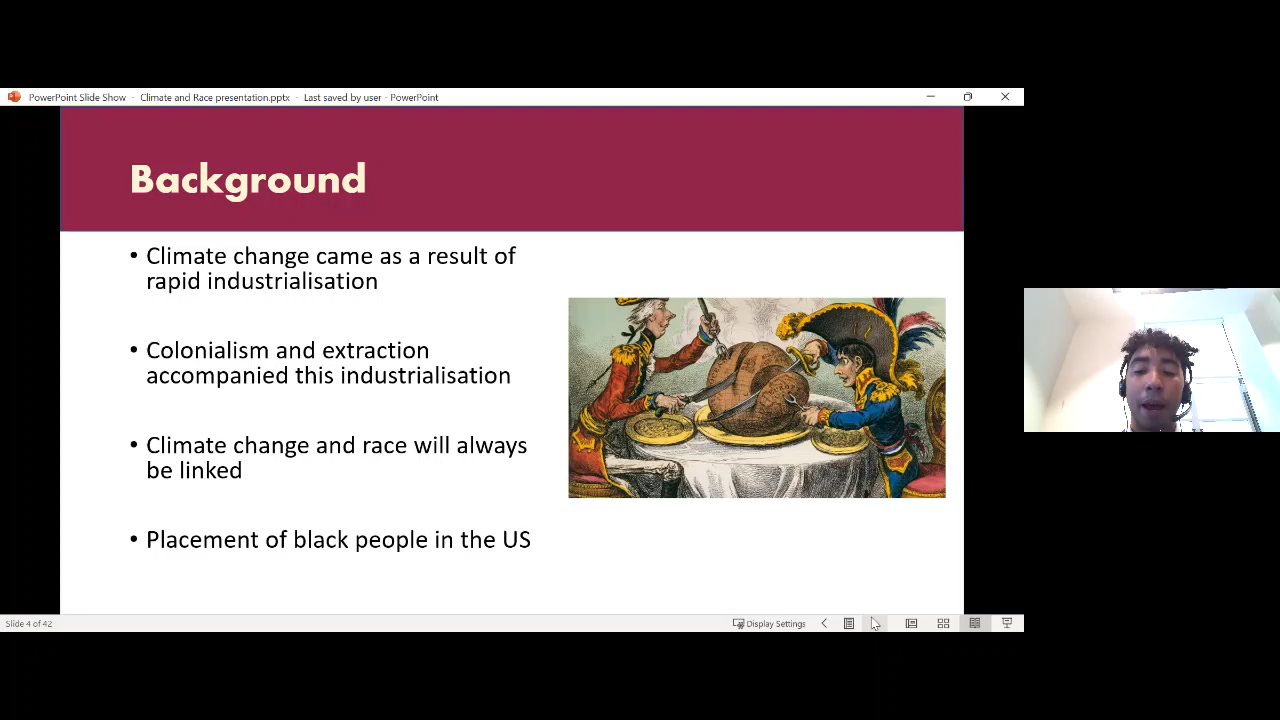 PowerPoint Slide Show - Climate and Race presentation.pptx - Last saved by user - PowerPoint
Background
• Climate change came as a result of
rapid industrialisation
• Colonialism and extraction
accompanied this industrialisation
• Climate change and race will always
be linked
• Placement of black people in the US
Slide 4 of 42
Display Settings